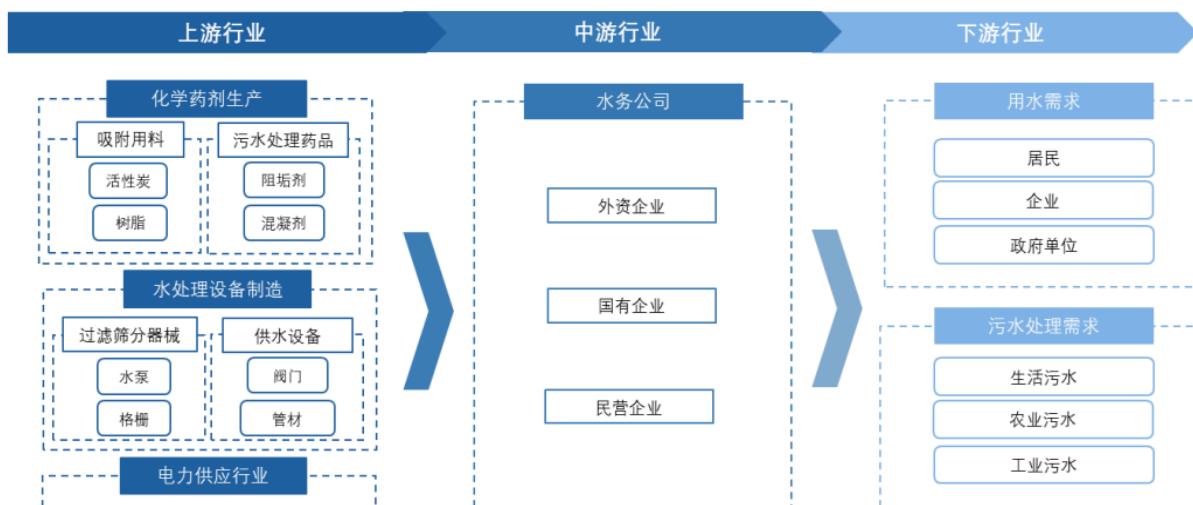 上游行业
中游行业
下游行业
化学药剂生产
吸附用料
污水处理药品
活性炭
阻垢剂
树脂
混凝剂
水处理设备制造
过滤筛分器械
供水设备
水泵
阀门
格栅
管材
电力供应行业
水务公司
外资企业
国有企业
民营企业
用水需求
居民
企业
政府单位
污水处理需求
生活污水
农业污水
工业污水